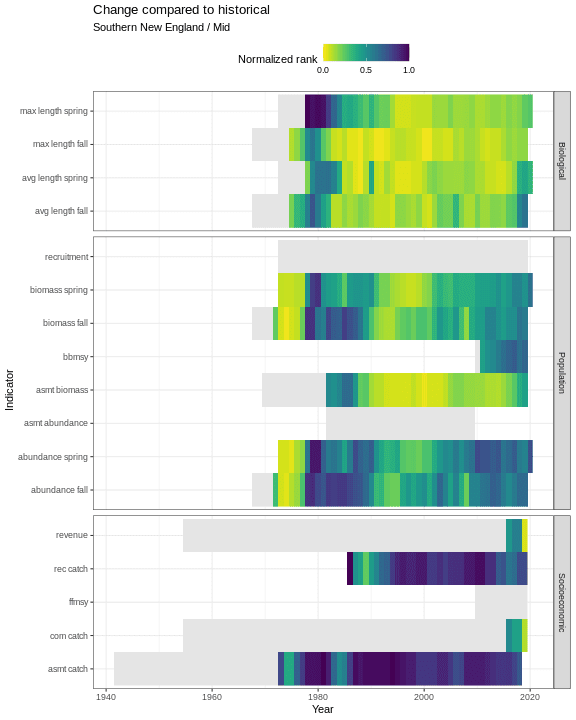 Change compared to historical
Southern New England / Mid
Normalized rank
0.0 0.5 1.0
max length spring
max length fall
avg length spring
avg length fall
Biological
recruitment
biomass spring
biomass fall
bbmsy
asmt biomass
asmt abundance
abundance spring
abundance fall
Population
Indicator
revenue
rec catch
ffmsy
com catch
asmt catch
Socioeconomic
1940 1960 1980 2000 2020
Year